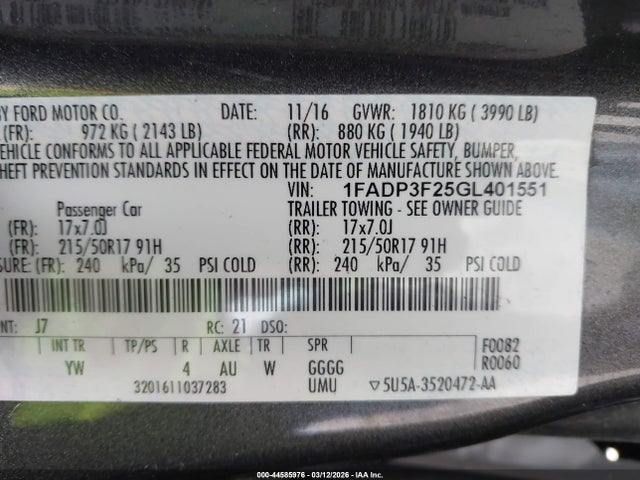 BY FORD MOTOR CO. DATE: 11/16 GVWR: 1810 KG ( 3990 LB)
(FR): 972 KG ( 2143 LB) (RR): 880 KG ( 1940 LB)
VEHICLE CONFORMS TO ALL APPLICABLE FEDERAL MOTOR VEHICLE SAFETY, BUMPER,
THEFT PREVENTION STANDARDS IN EFFECT ON THE DATE OF MANUFACTURE SHOWN ABOVE.
VIN: 1FADP3F25GL401551
Passenger Car TRAILER TOWING - SEE OWNER GUIDE
(FR): 17x7.0J (RR): 17x7.0J
(FR): 215/50R17 91H (RR): 215/50R17 91H
SURE: (FR): 240 kPa/ 35 PSI COLD (RR): 240 kPa/ 35 PSI COLD
NT: J7 RC: 21 DSO:
INT TR TP/PS R AXLE TR SPR F0082
YW 4 AU W GGGG R0060
3201611037283 UMU 5U5A-3520472-AA
000-44585976 - 03/12/2026 - IAA Inc.